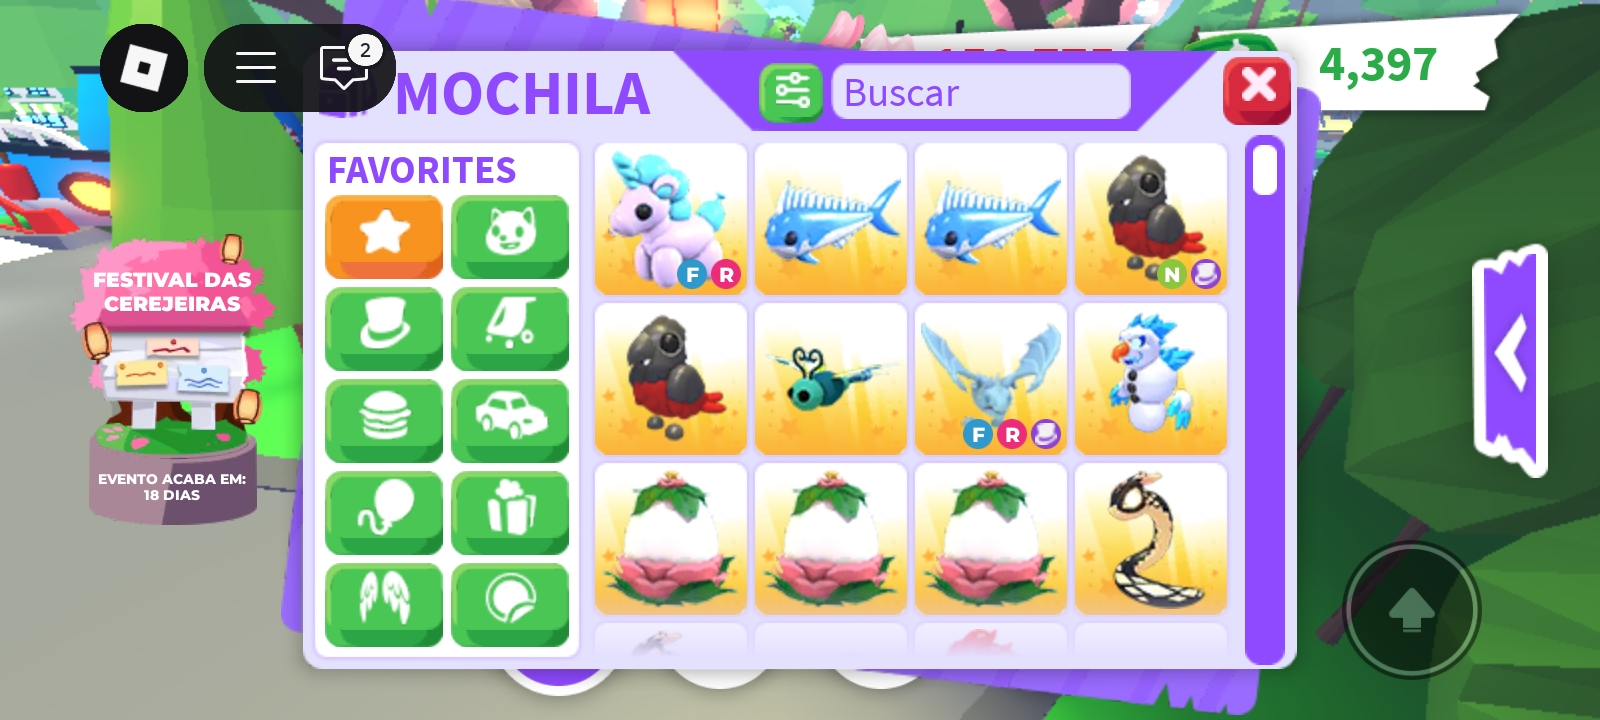 2
MOCHILA
Buscar
4,397
FAVORITES
F R
N
F R
FESTIVAL DAS
CEREJEIRAS
EVENTO ACABA EM:
18 DIAS